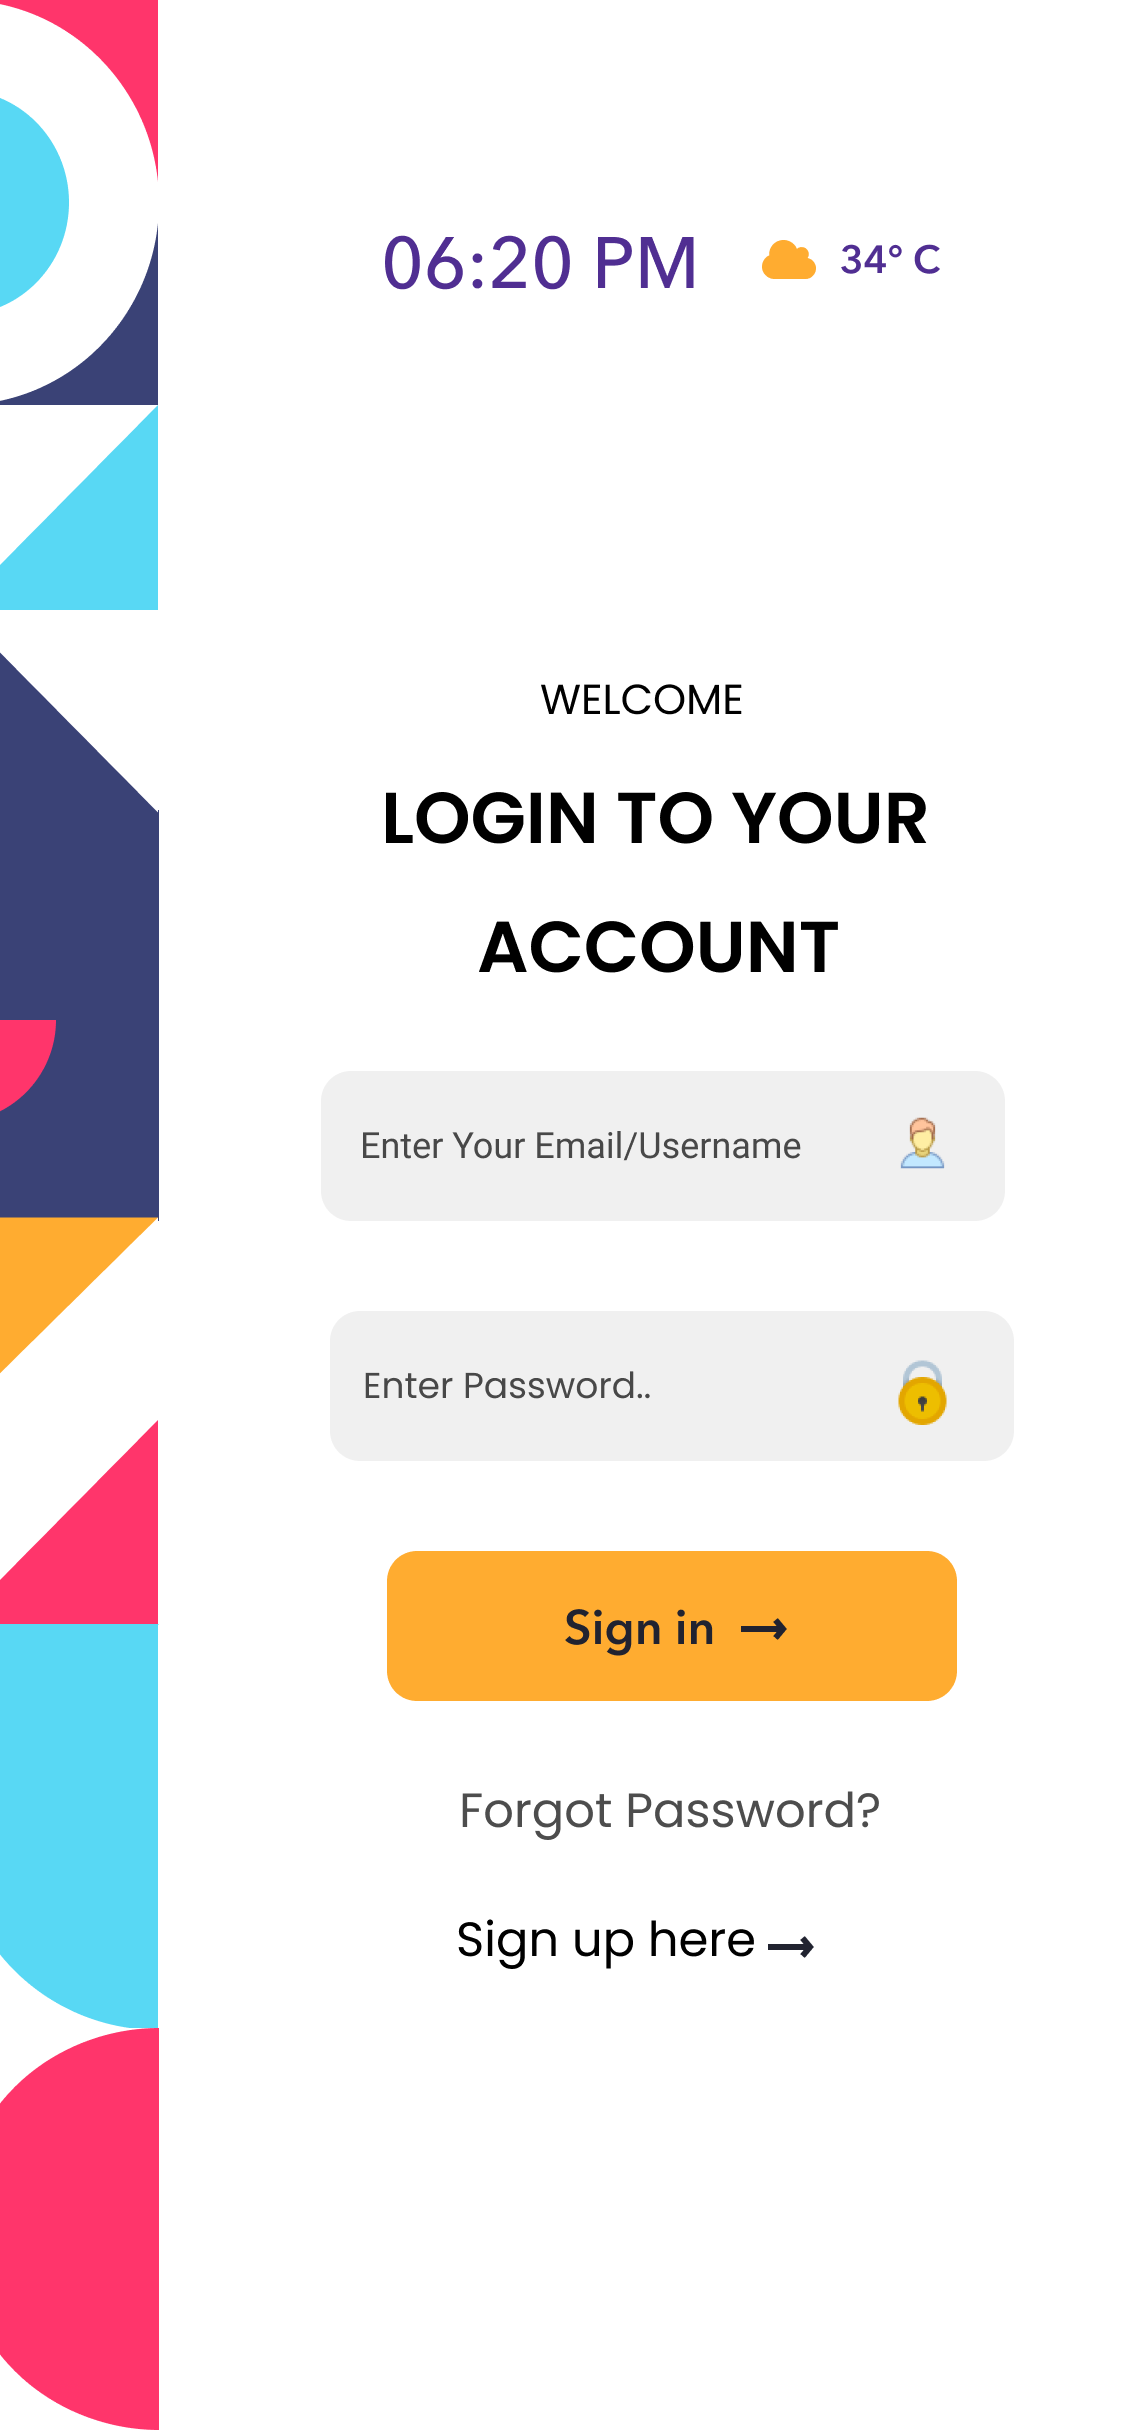 06:20 PM 34° C
WELCOME
LOGIN TO YOUR
ACCOUNT
Enter Your Email/Username
Enter Password..
Sign in →
Forgot Password?
Sign up here →